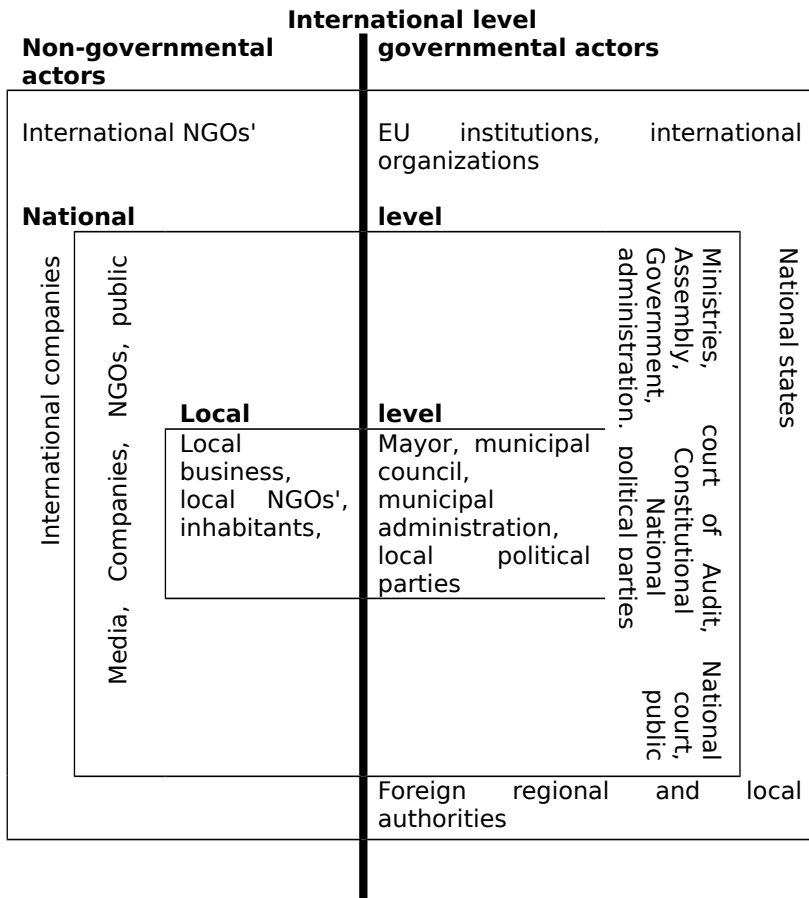 International level
Non-governmental
actors
governmental actors
International NGOs'
EU institutions, international
organizations
National level
International companies
Media, Companies, NGOs, public
Ministries, court of Audit, National
Assembly, Constitutional court,
Government, National public
administration. political parties
National states
Local level
Local
business,
local NGOs',
inhabitants,
Mayor, municipal
council,
municipal
administration,
local political
parties
Foreign regional and local
authorities